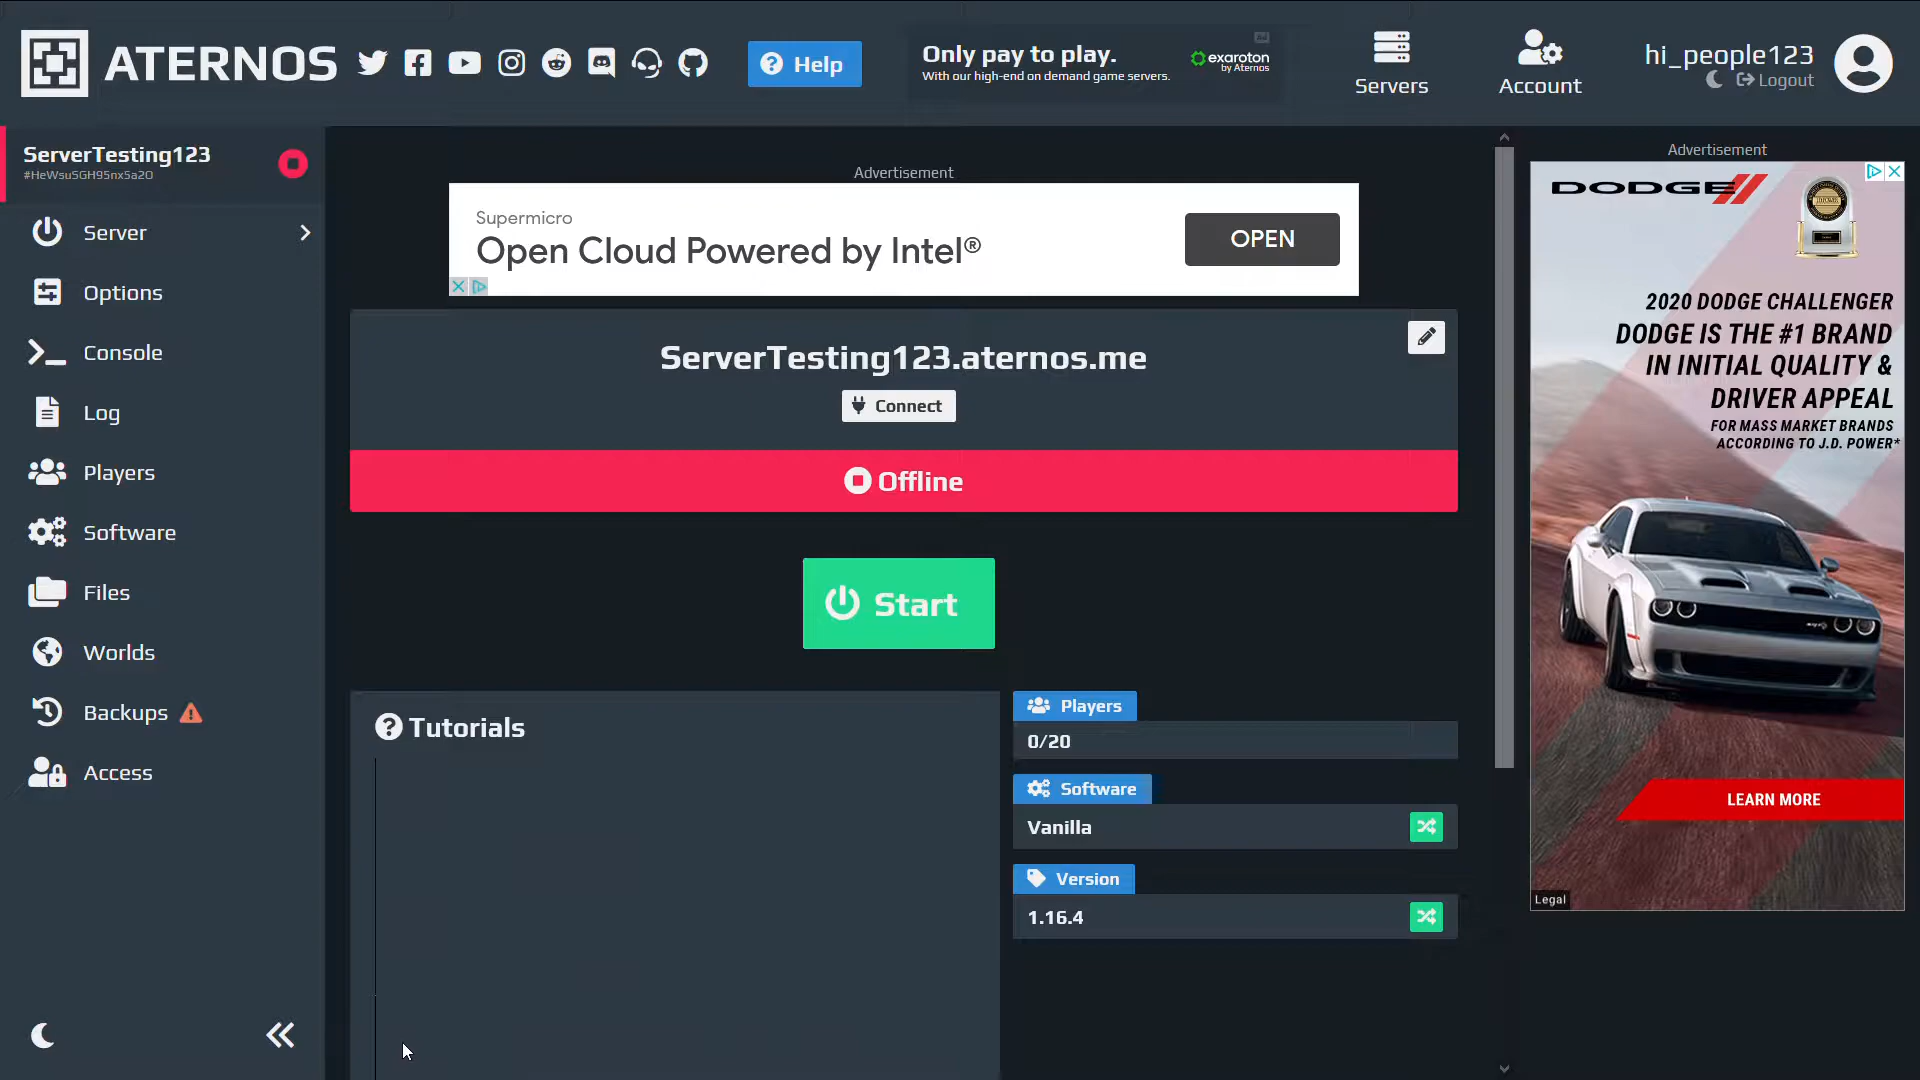 ATERNOS
Help
Only pay to play.
With our high-end on demand game servers.
exaroton
by Aternos
Ad
Servers
Account
hi_people123
Logout
ServerTesting123
Server
Options
Console
Log
Players
Software
Files
Worlds
Backups
Access
Advertisement
Supermicro
Open Cloud Powered by Intel®
OPEN
ServerTesting123.aternos.me
Connect
Offline
Start
Tutorials
Players
0/20
Software
Vanilla
Version
1.16.4
Advertisement
DODGE
2020 DODGE CHALLENGER
DODGE IS THE #1 BRAND
IN INITIAL QUALITY &
DRIVER APPEAL
FOR MASS MARKET BRANDS
ACCORDING TO J.D. POWER*
LEARN MORE
Legal